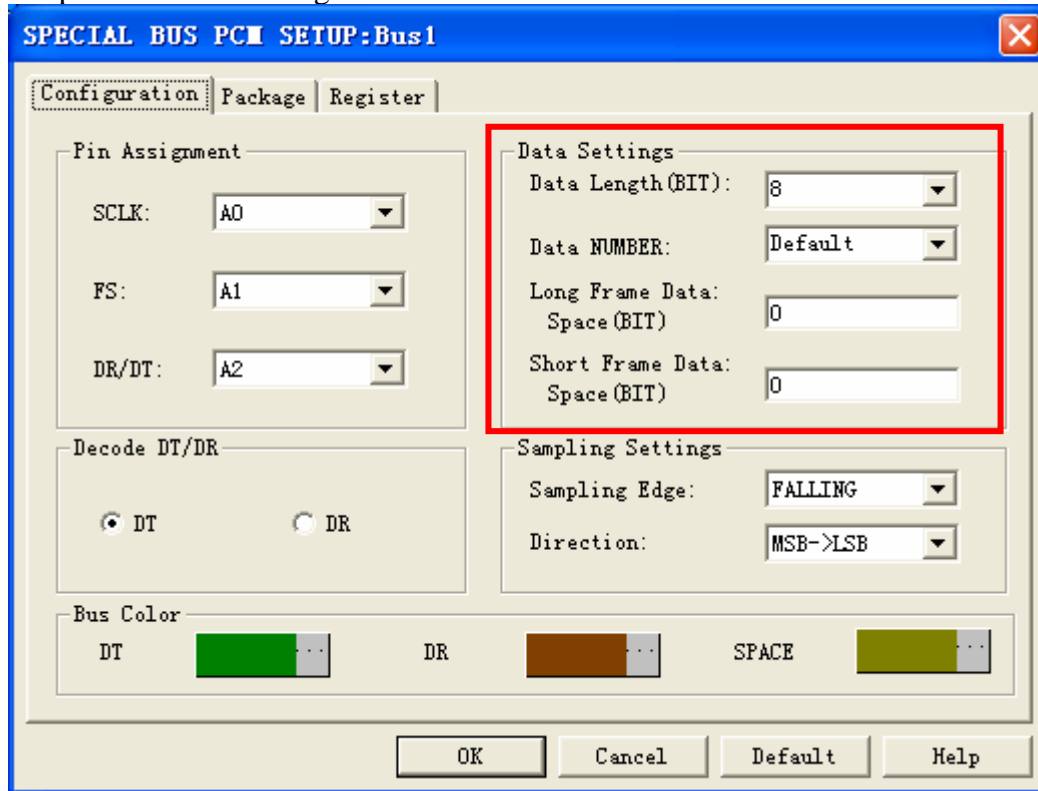 SPECIAL BUS PCM SETUP:Bus1
Configuration Package Register
Pin Assignment
SCLK: A0
FS: A1
DR/DT: A2
Data Settings
Data Length(BIT): 8
Data NUMBER: Default
Long Frame Data:
Space(BIT) 0
Short Frame Data:
Space(BIT) 0
Decode DT/DR
DT DR
Sampling Settings
Sampling Edge: FALLING
Direction: MSB->LSB
Bus Color
DT ... DR ... SPACE ...
OK Cancel Default Help